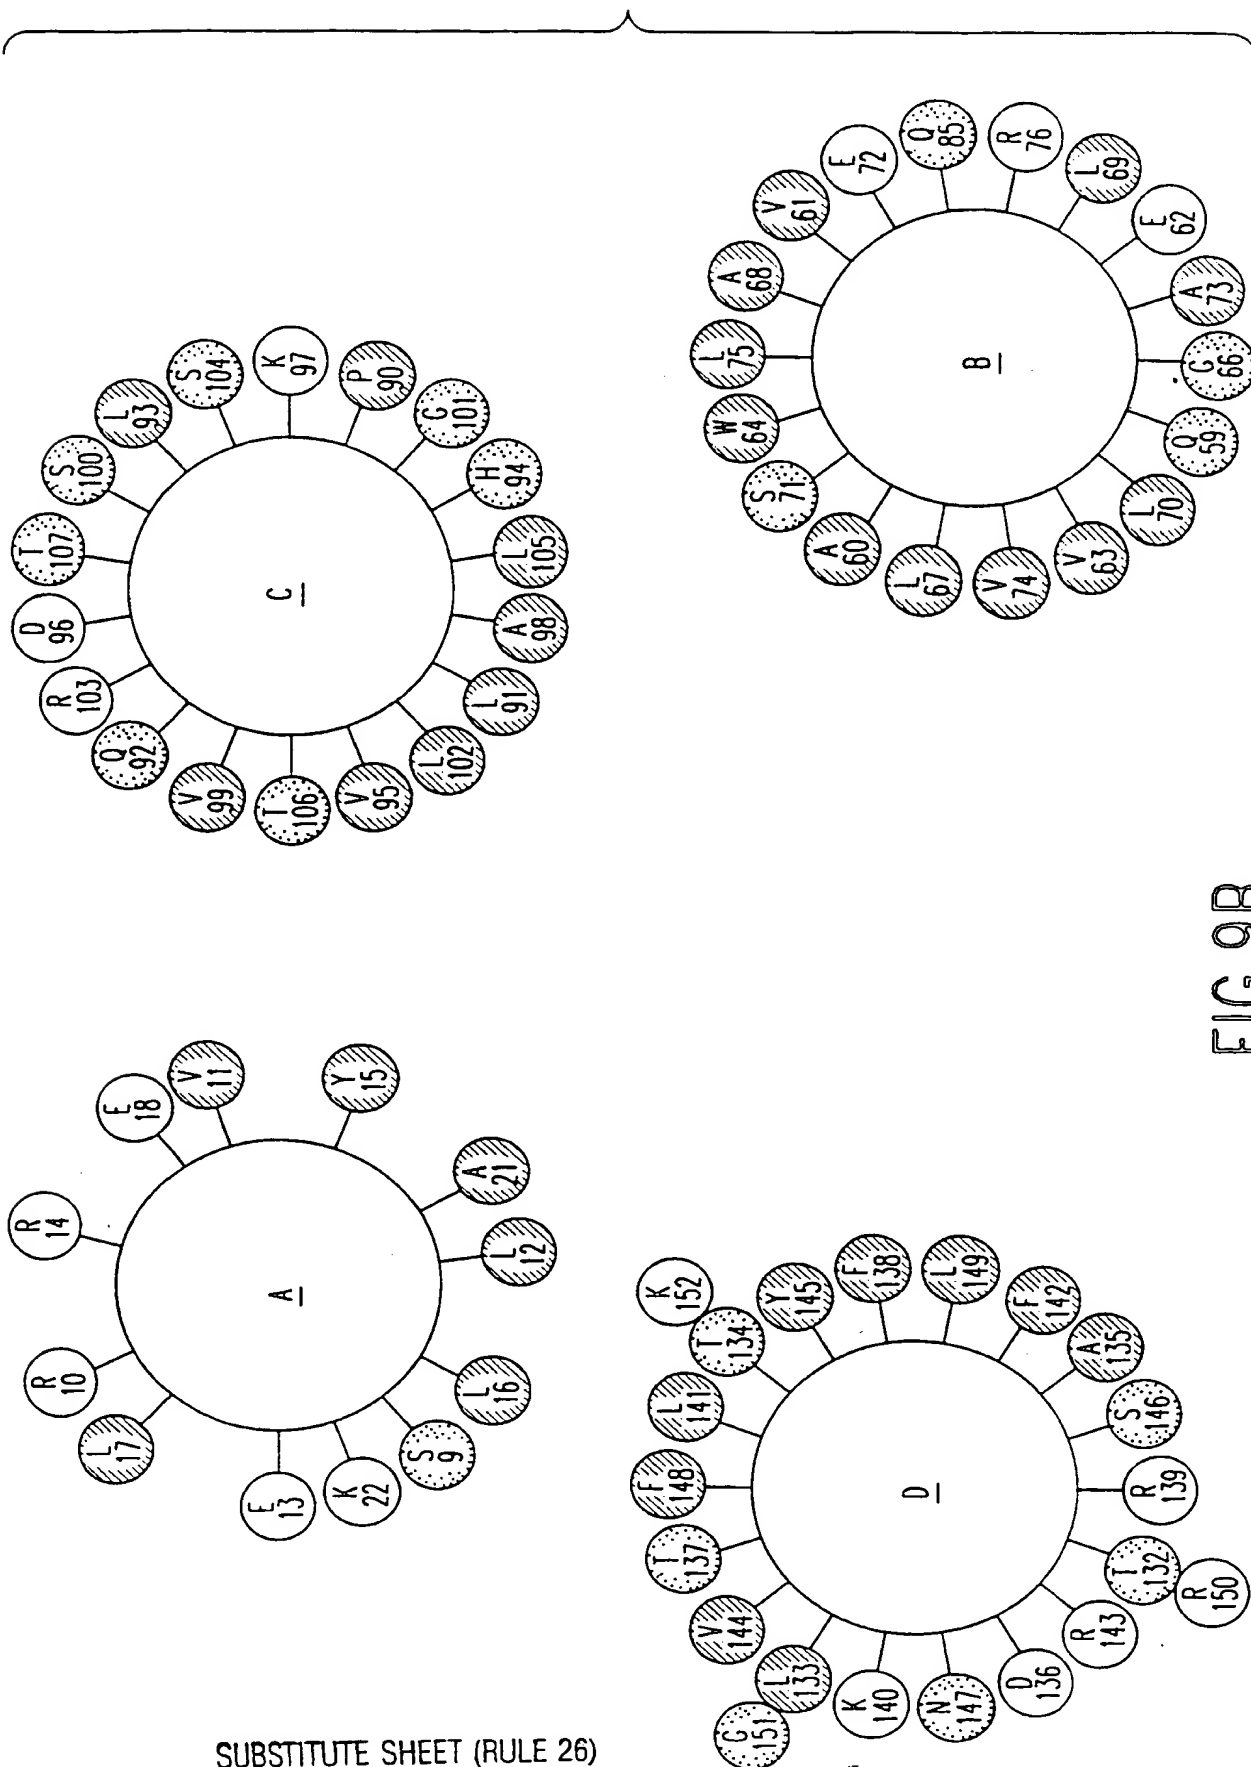 C
T 107
S 100
L 93
S 104
K 97
P 90
G 101
H 94
L 105
A 98
L 91
L 102
V 95
T 106
V 99
Q 92
R 103
D 96
B
L 75
A 68
V 61
E 72
Q 85
R 76
L 69
E 62
A 73
G 66
Q 59
L 70
V 63
V 74
L 67
A 60
S 71
W 64
A
R 14
E 18
V 11
Y 15
A 21
L 12
L 16
S 9
K 22
E 13
L 17
R 10
D
F 148
L 141
T 134
K 152
Y 145
F 138
L 149
F 142
A 135
S 146
R 139
T 132
R 150
R 143
D 136
N 147
K 140
L 133
G 151
V 144
T 137
FIG. 9B
SUBSTITUTE SHEET (RULE 26)